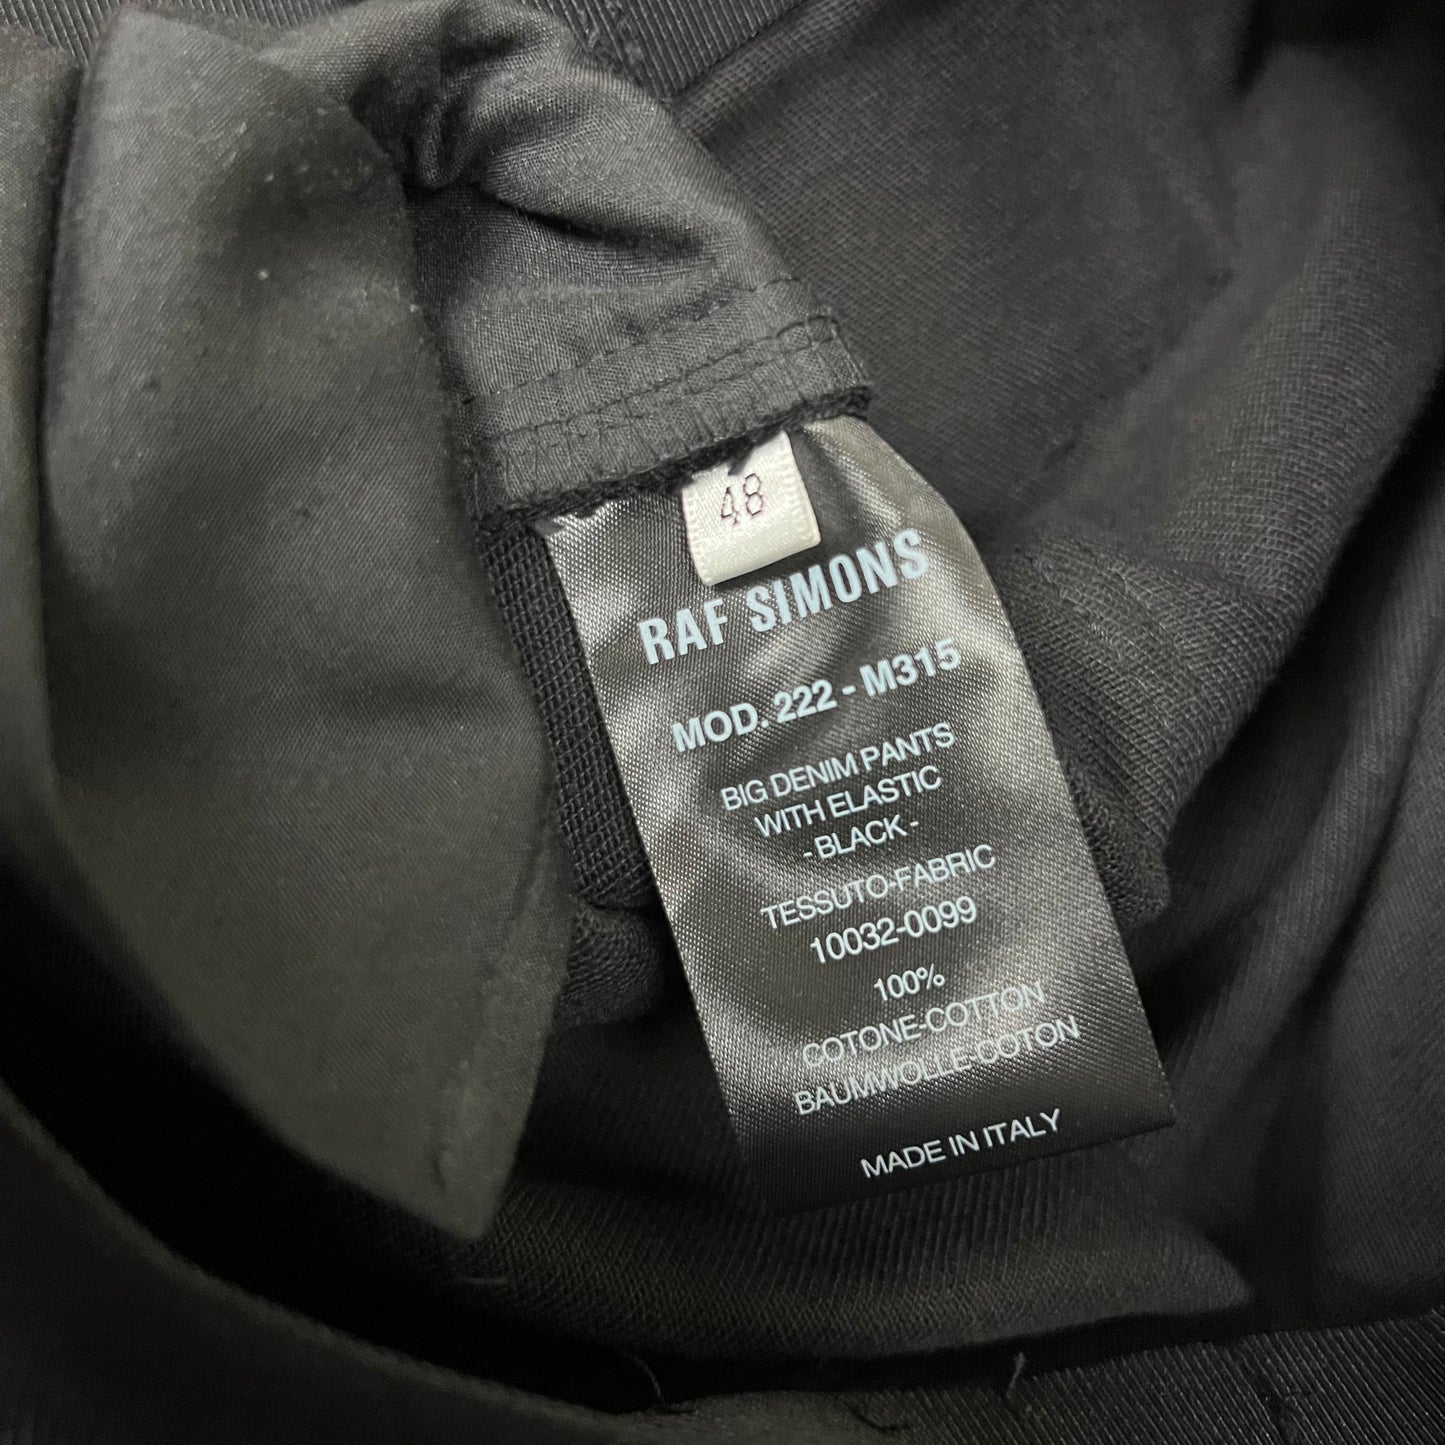 48
RAF SIMONS
MOD. 222 - M315
BIG DENIM PANTS
WITH ELASTIC
- BLACK -
TESSUTO-FABRIC
10032-0099
100%
COTONE-COTTON
BAUMWOLLE-COTON
MADE IN ITALY